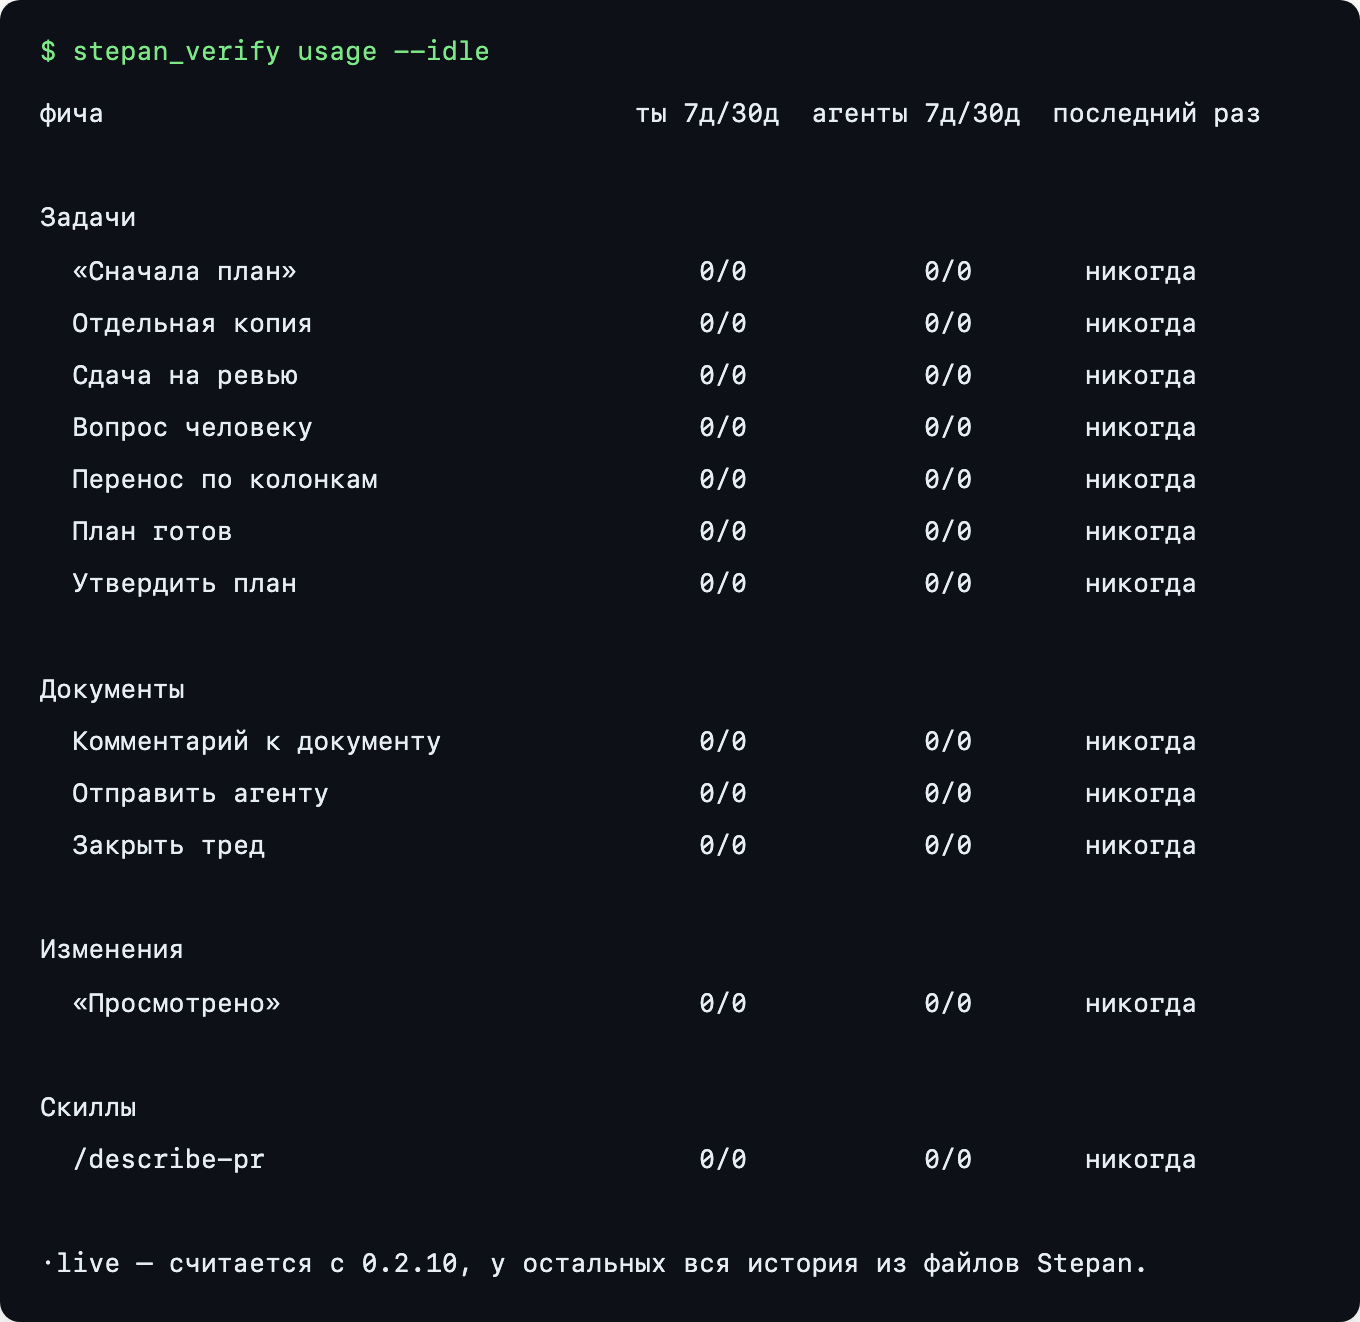 $ stepan_verify usage --idle
фича ты 7д/30д агенты 7д/30д последний раз
Задачи
«Сначала план» 0/0 0/0 никогда
Отдельная копия 0/0 0/0 никогда
Сдача на ревью 0/0 0/0 никогда
Вопрос человеку 0/0 0/0 никогда
Перенос по колонкам 0/0 0/0 никогда
План готов 0/0 0/0 никогда
Утвердить план 0/0 0/0 никогда
Документы
Комментарий к документу 0/0 0/0 никогда
Отправить агенту 0/0 0/0 никогда
Закрыть тред 0/0 0/0 никогда
Изменения
«Просмотрено» 0/0 0/0 никогда
Скиллы
/describe-pr 0/0 0/0 никогда
·live — считается с 0.2.10, у остальных вся история из файлов Stepan.